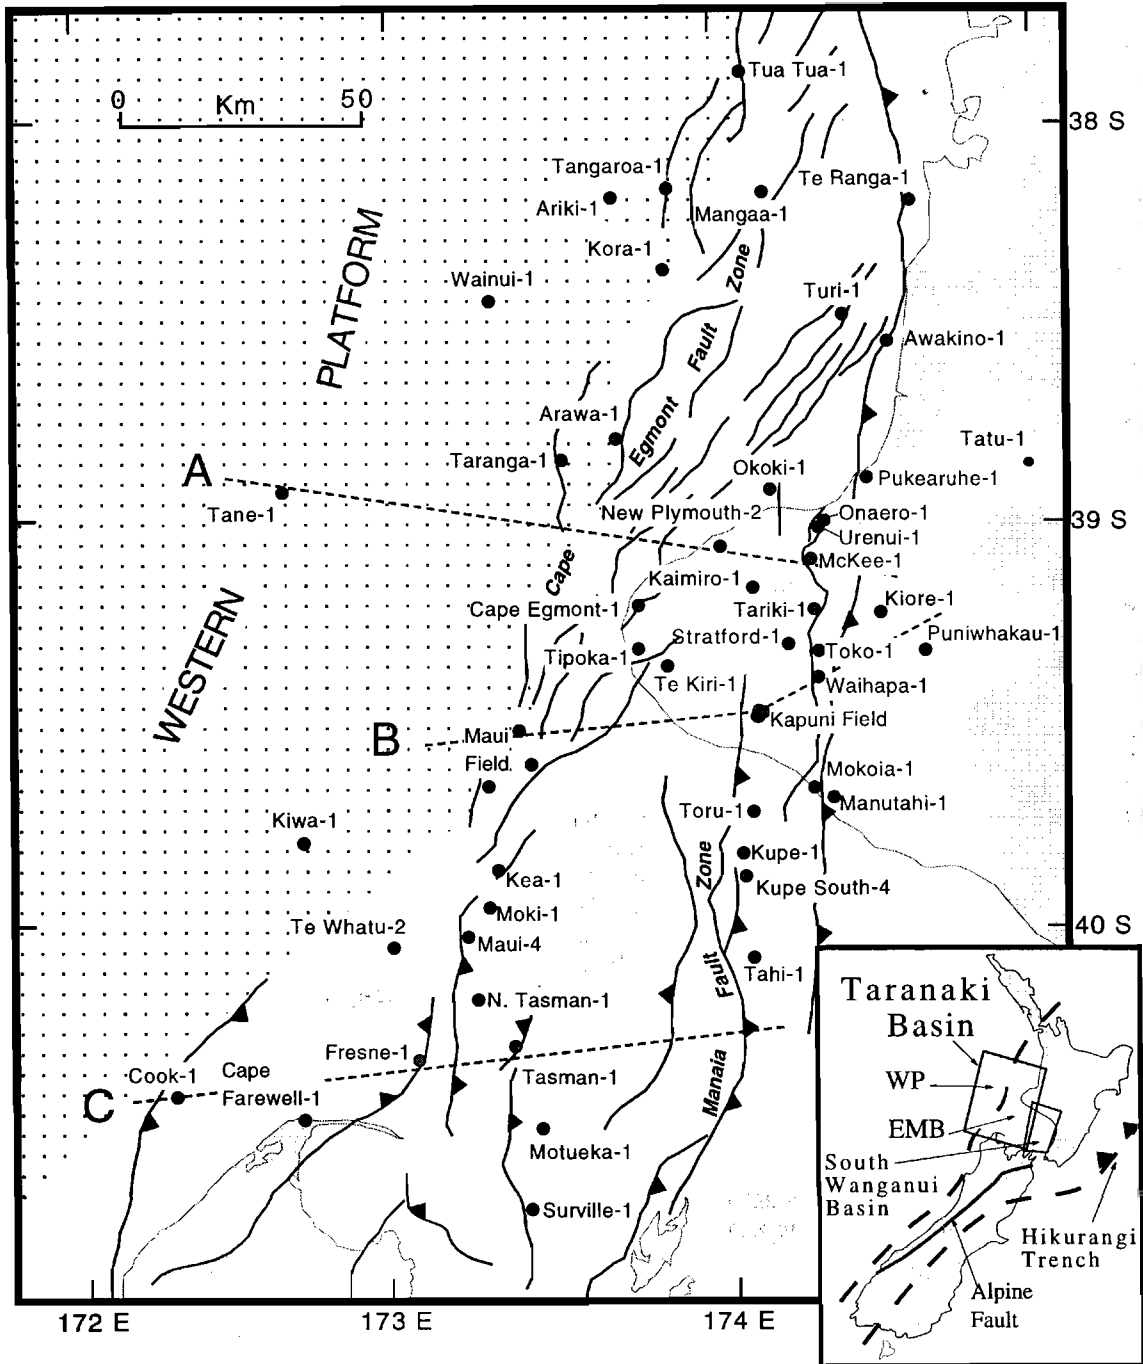 Tua Tua-1
0 Km 50
38 S
Tangaroa-1
Te Ranga-1
Ariki-1
Mangaa-1
Kora-1
Zone
Wainui-1
Turi-1
PLATFORM
Fault
Awakino-1
Arawa-1
Egmont
Tatu-1
Taranga-1
Okoki-1
A
Pukearuhe-1
Tane-1
New Plymouth-2
Onaero-1
39 S
Urenui-1
McKee-1
Cape
Kaimiro-1
Cape Egmont-1
Tariki-1
Kiore-1
WESTERN
Stratford-1
Puniwhakau-1
Tipoka-1
Toko-1
Te Kiri-1
Waihapa-1
B
Kapuni Field
Maui
Field
Mokoia-1
Manutahi-1
Toru-1
Kiwa-1
Zone
Kupe-1
Kea-1
Kupe South-4
Moki-1
Te Whatu-2
Maui-4
40 S
Fault
Tahi-1
N. Tasman-1
Fresne-1
Cook-1
Cape
Farewell-1
Tasman-1
C
Manaia
Motueka-1
Surville-1
172 E
173 E
174 E
Taranaki
Basin
WP
EMB
South
Wanganui
Basin
Hikurangi
Trench
Alpine
Fault